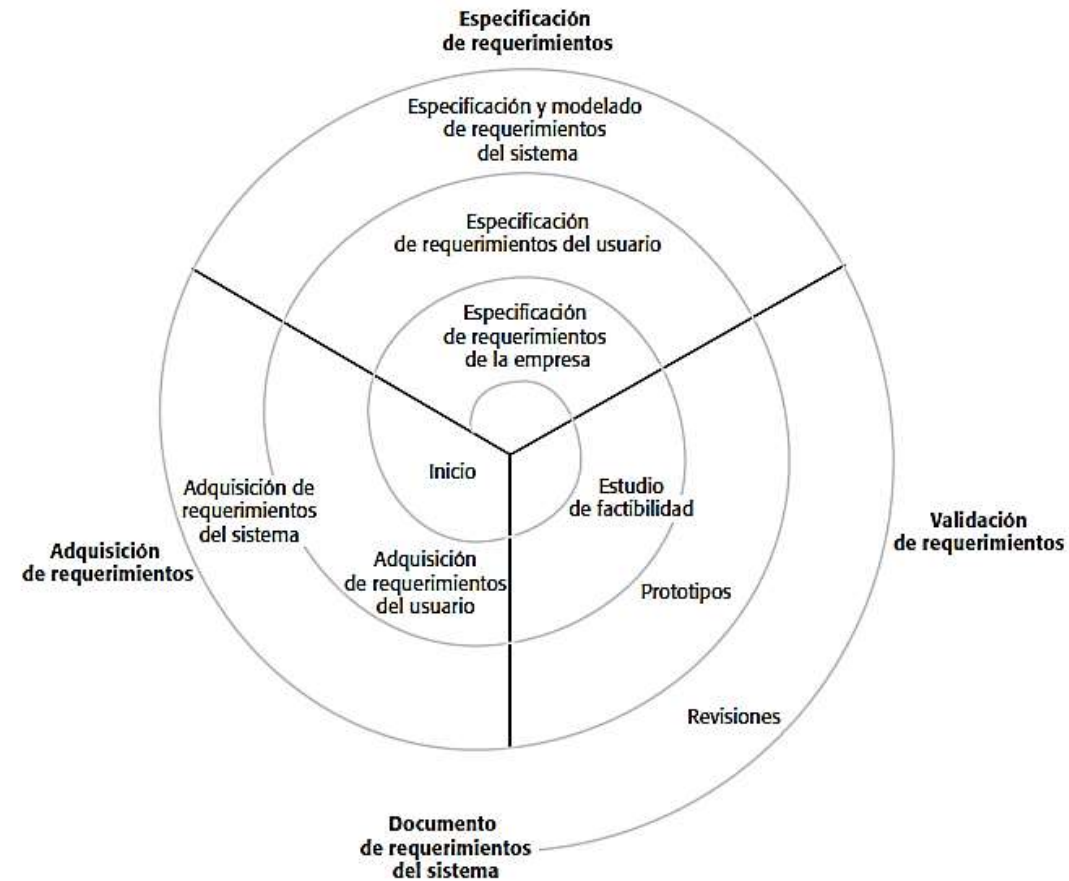 Especificación
de requerimientos
Especificación y modelado
de requerimientos
del sistema
Especificación
de requerimientos del usuario
Especificación
de requerimientos
de la empresa
Inicio
Estudio
de factibilidad
Adquisición de
requerimientos
del sistema
Adquisición
de requerimientos
Validación
de requerimientos
Adquisición
de requerimientos
del usuario
Prototipos
Revisiones
Documento
de requerimientos
del sistema